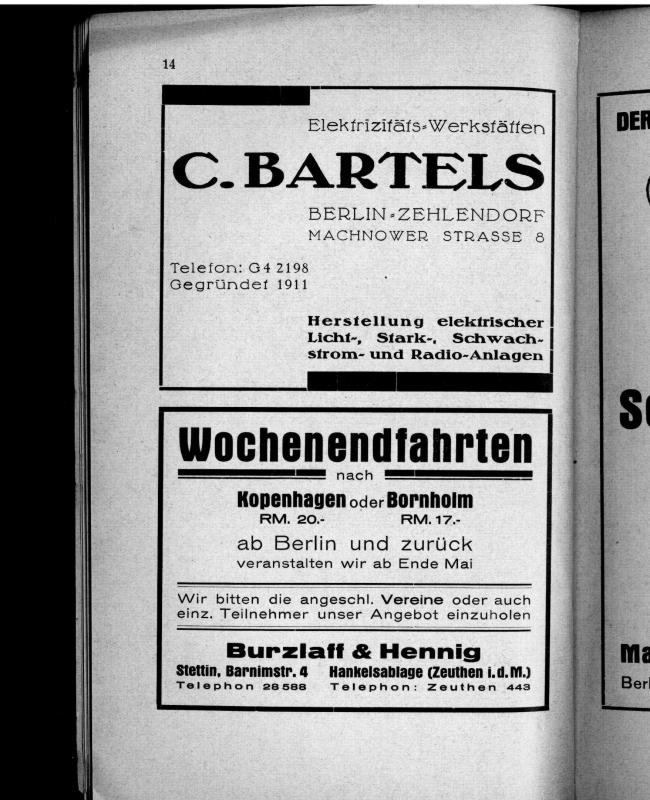 14
Elektrizitäts-Werkstätten
C. BARTELS
BERLIN-ZEHLENDORF
MACHNOWER STRASSE 8
Telefon: G4 2198
Gegründet 1911
Herstellung elektrischer
Licht-, Stark-, Schwach-
strom- und Radio-Anlagen
Wochenendfahrten
nach
Kopenhagen oder Bornholm
RM. 20.- RM. 17.-
ab Berlin und zurück
veranstalten wir ab Ende Mai
Wir bitten die angeschl. Vereine oder auch
einz. Teilnehmer unser Angebot einzuholen
Burzlaff & Hennig
Stettin, Barnimstr. 4 Hankelsablage (Zeuthen i. d. M.)
Telephon 28588 Telephon: Zeuthen 443
DER